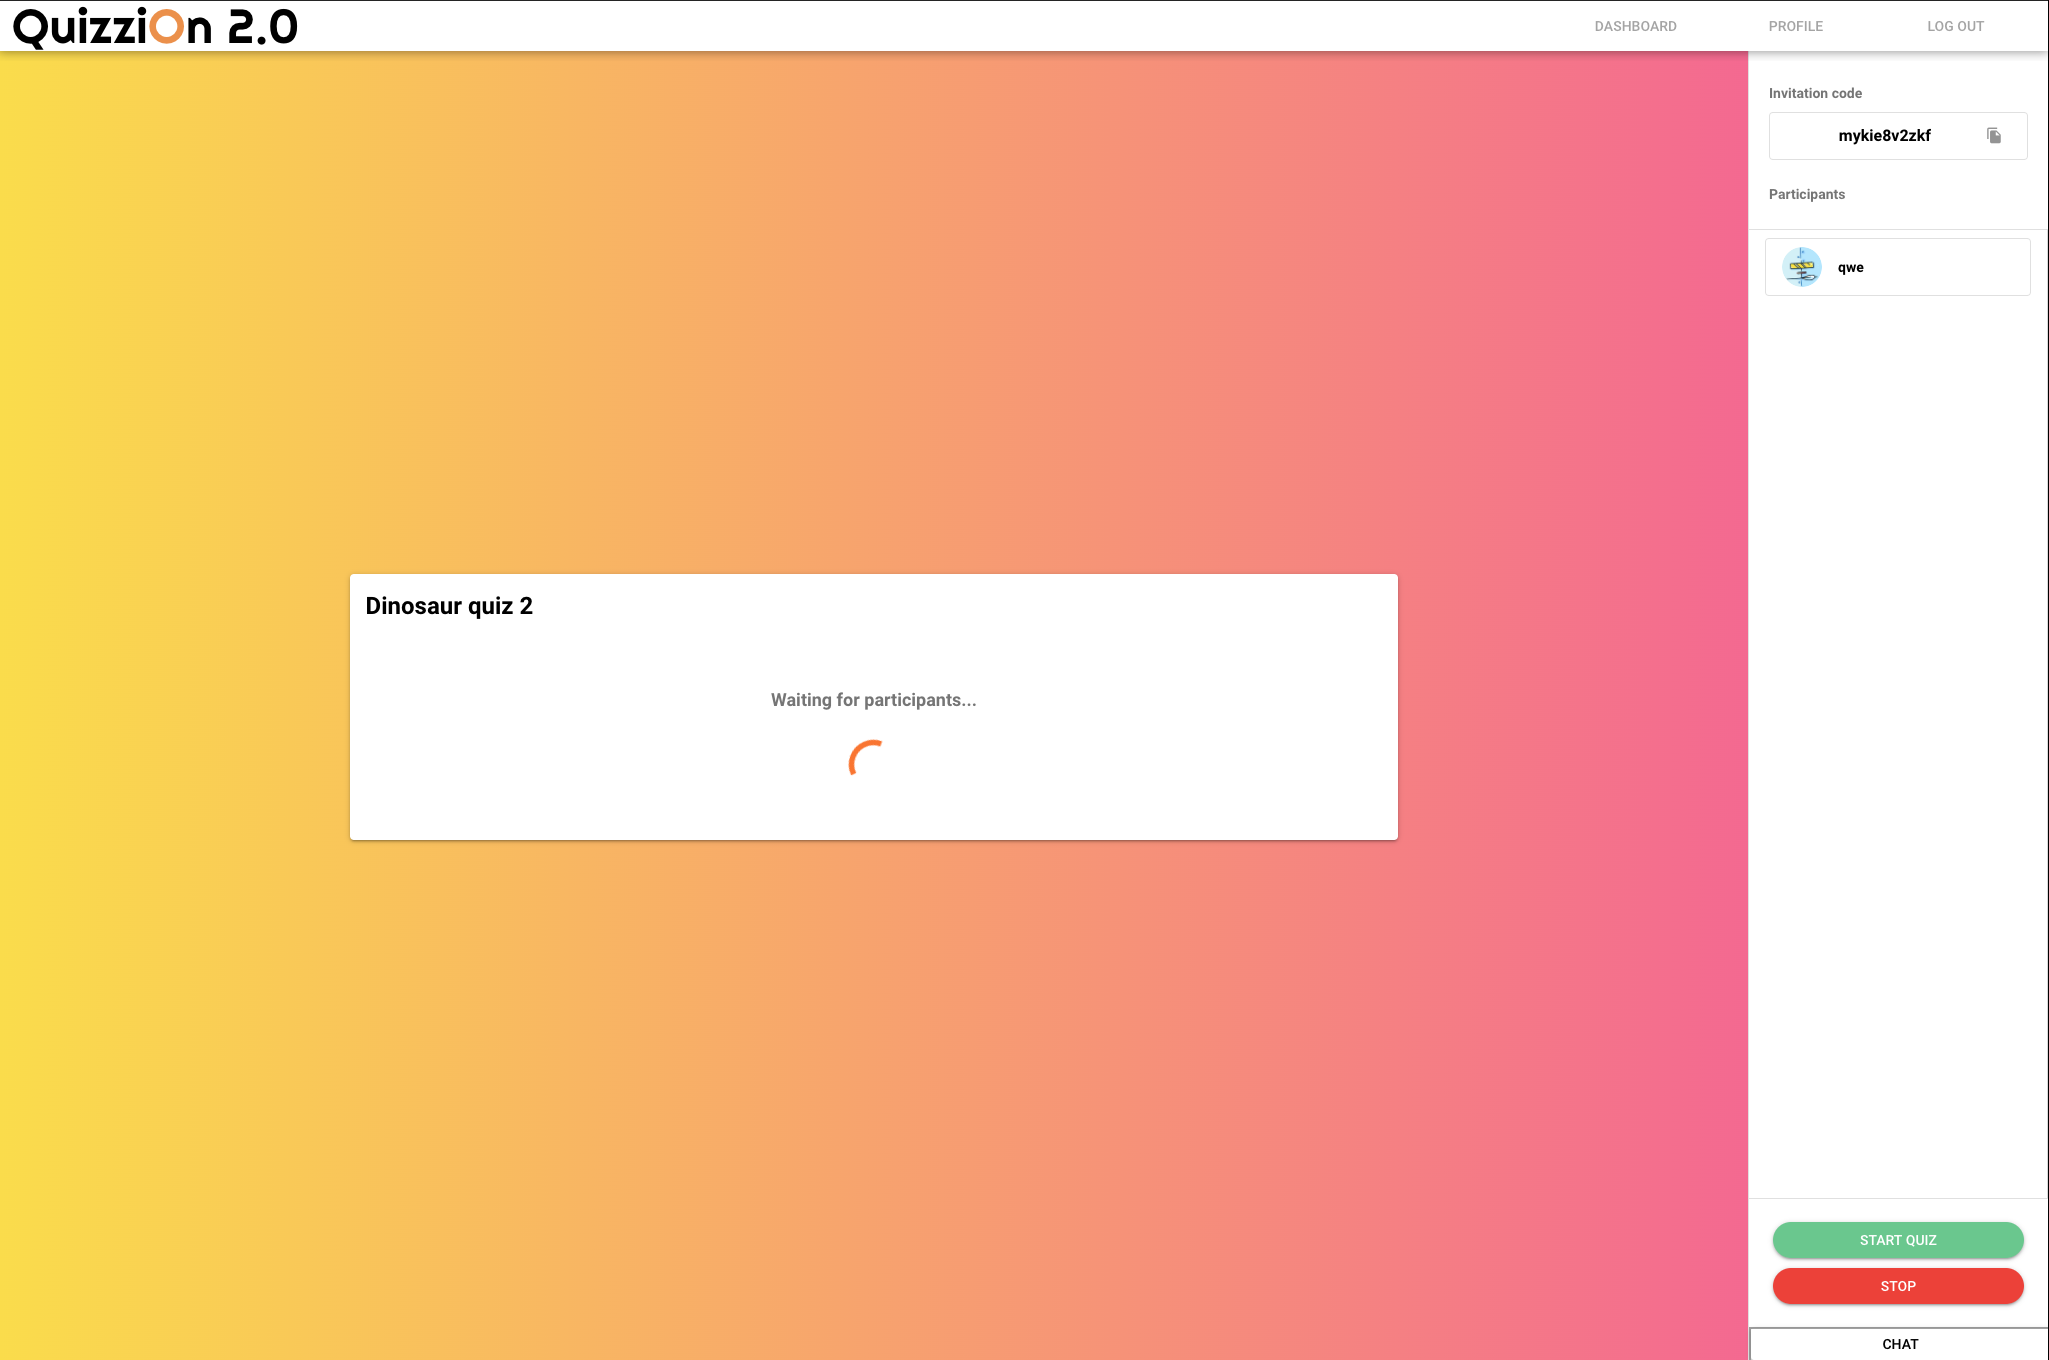 QuizziOn 2.0
DASHBOARD
PROFILE
LOG OUT
Invitation code
mykie8v2zkf
Participants
qwe
Dinosaur quiz 2
Waiting for participants...
START QUIZ
STOP
CHAT